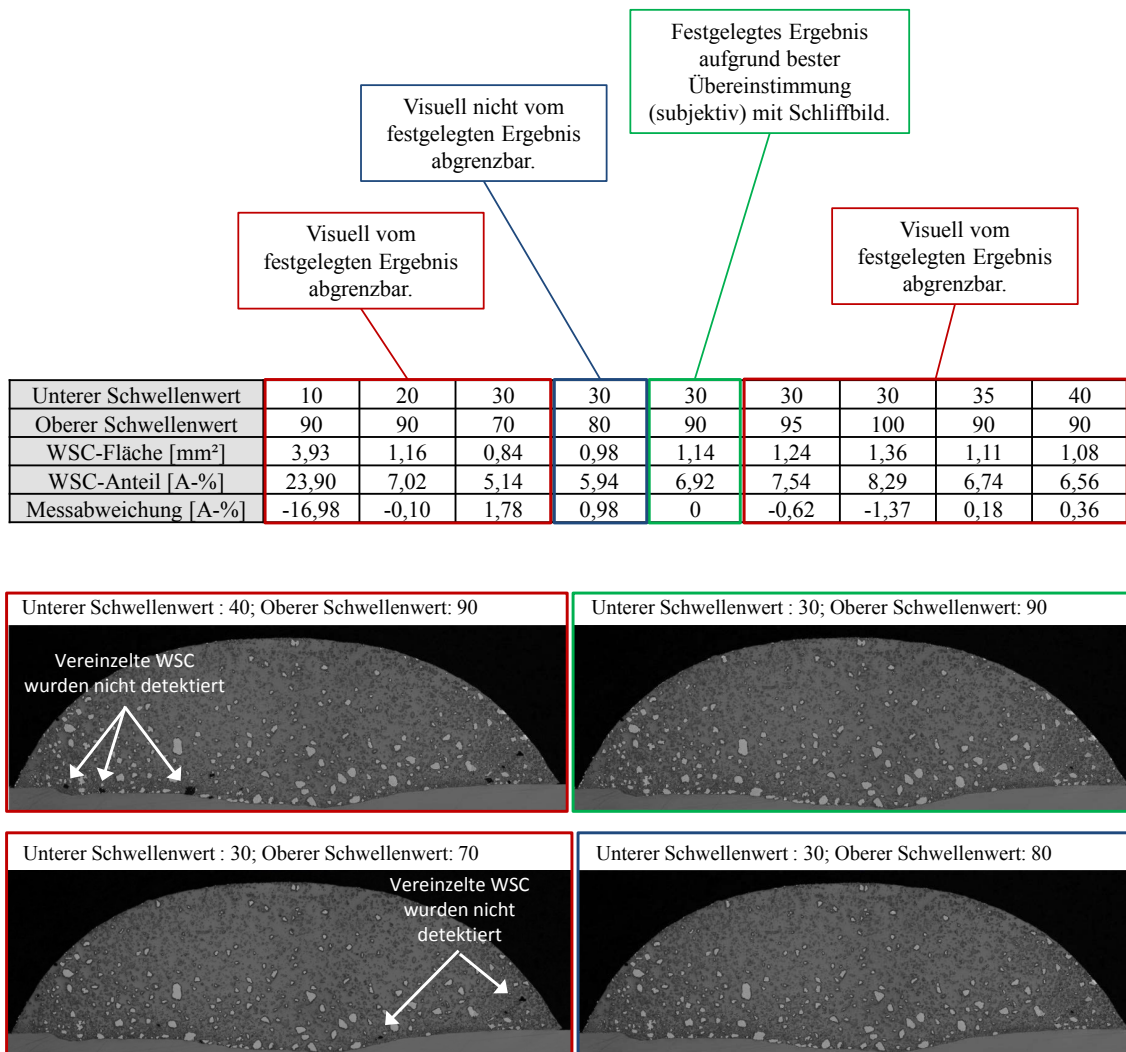 Festgelegtes Ergebnis
aufgrund bester
Übereinstimmung
(subjektiv) mit Schliffbild.
Visuell nicht vom
festgelegten Ergebnis
abgrenzbar.
Visuell vom
festgelegten Ergebnis
abgrenzbar.
Visuell vom
festgelegten Ergebnis
abgrenzbar.
Unterer Schwellenwert 10 20 30 30 30 30 30 35 40
Oberer Schwellenwert 90 90 70 80 90 95 100 90 90
WSC-Fläche [mm²] 3,93 1,16 0,84 0,98 1,14 1,24 1,36 1,11 1,08
WSC-Anteil [A-%] 23,90 7,02 5,14 5,94 6,92 7,54 8,29 6,74 6,56
Messabweichung [A-%] -16,98 -0,10 1,78 0,98 0 -0,62 -1,37 0,18 0,36
Unterer Schwellenwert : 40; Oberer Schwellenwert: 90
Vereinzelte WSC
wurden nicht detektiert
Unterer Schwellenwert : 30; Oberer Schwellenwert: 90
Unterer Schwellenwert : 30; Oberer Schwellenwert: 70
Vereinzelte WSC
wurden nicht
detektiert
Unterer Schwellenwert : 30; Oberer Schwellenwert: 80